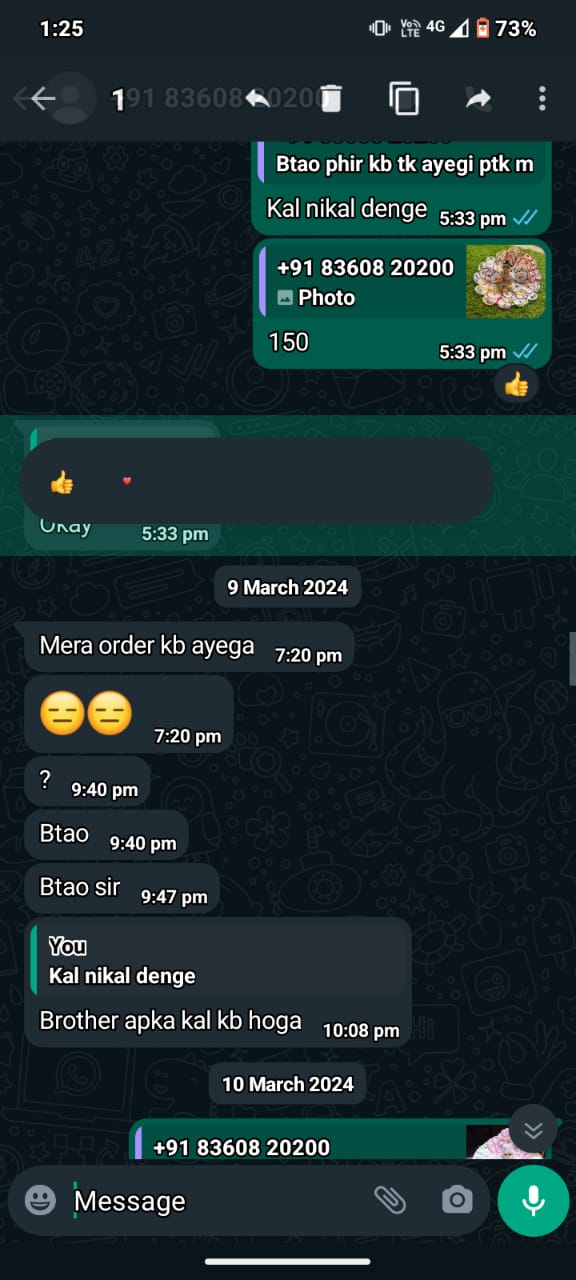 1:25
Vo
LTE
4G
73%
1
+91 83608 20200
Btao phir kb tk ayegi ptk m
Kal nikal denge 5:33 pm
+91 83608 20200
Photo
150
5:33 pm
Okay
5:33 pm
9 March 2024
Mera order kb ayega 7:20 pm
7:20 pm
? 9:40 pm
Btao 9:40 pm
Btao sir 9:47 pm
You
Kal nikal denge
Brother apka kal kb hoga 10:08 pm
10 March 2024
+91 83608 20200
Message